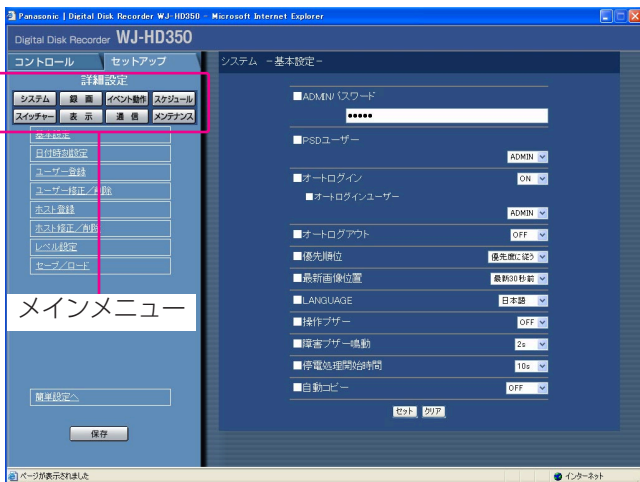 Panasonic | Digital Disk Recorder WJ-HD350 - Microsoft Internet Explorer
Digital Disk Recorder WJ-HD350
コントロール セットアップ
システム －基本設定－
詳細設定
システム 録 画 イベント動作 スケジュール
スイッチャー 表 示 通 信 メンテナンス
基本設定
日付時刻設定
ユーザー登録
ユーザー修正／削除
ホスト登録
ホスト修正／削除
レベル設定
セーブ／ロード
メインメニュー
簡単設定へ
保存
■ADMINパスワード
●●●●●
■PSDユーザー
ADMIN
■オートログイン ON
■オートログインユーザー
ADMIN
■オートログアウト OFF
■優先順位 優先度に従う
■最新画像位置 最新30秒前
■LANGUAGE 日本語
■操作ブザー OFF
■障害ブザー鳴動 2s
■停電処理開始時間 10s
■自動コピー OFF
セット クリア
ページが表示されました インターネット